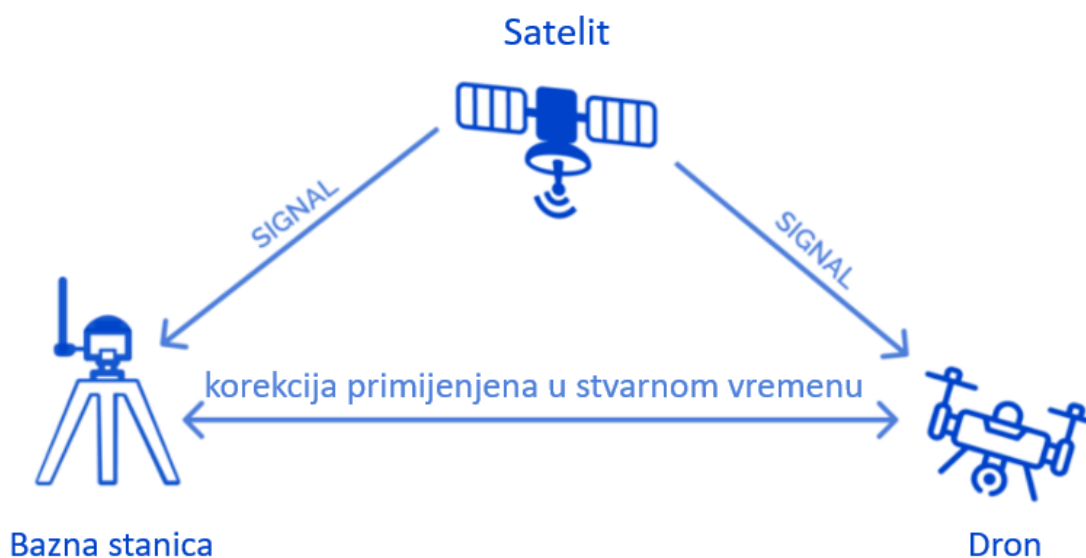 Satelit
SIGNAL
SIGNAL
korekcija primijenjena u stvarnom vremenu
Bazna stanica
Dron